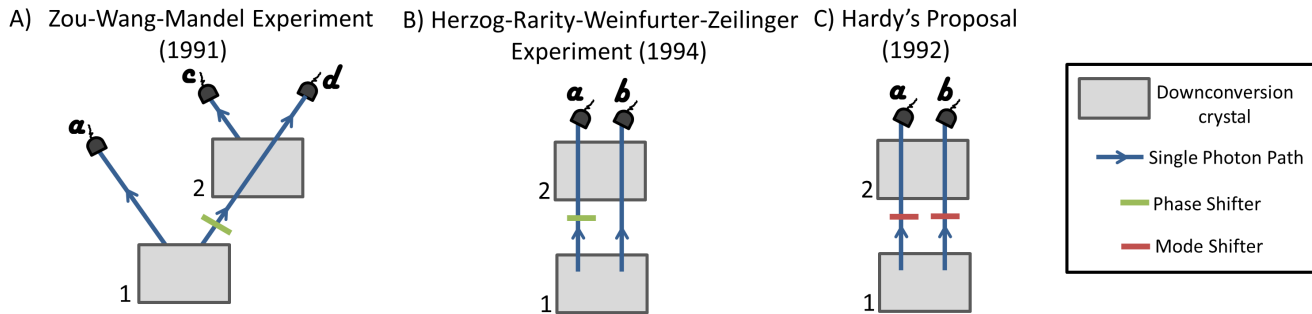 A) Zou-Wang-Mandel Experiment
(1991)
c
d
a
2
1
B) Herzog-Rarity-Weinfurter-Zeilinger
Experiment (1994)
a b
2
1
C) Hardy's Proposal
(1992)
a b
2
1
Downconversion
crystal
Single Photon Path
Phase Shifter
Mode Shifter